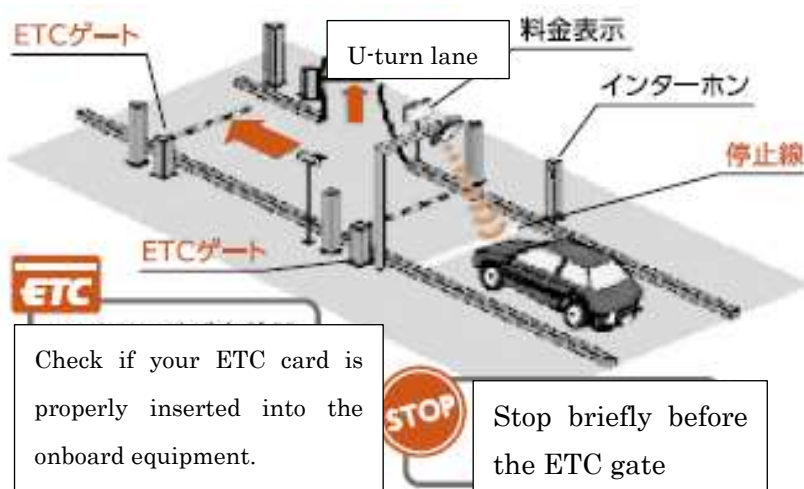 ETCゲート
U-turn lane
料金表示
インターホン
停止線
ETCゲート
ETC
Check if your ETC card is
properly inserted into the
onboard equipment.
STOP
Stop briefly before
the ETC gate